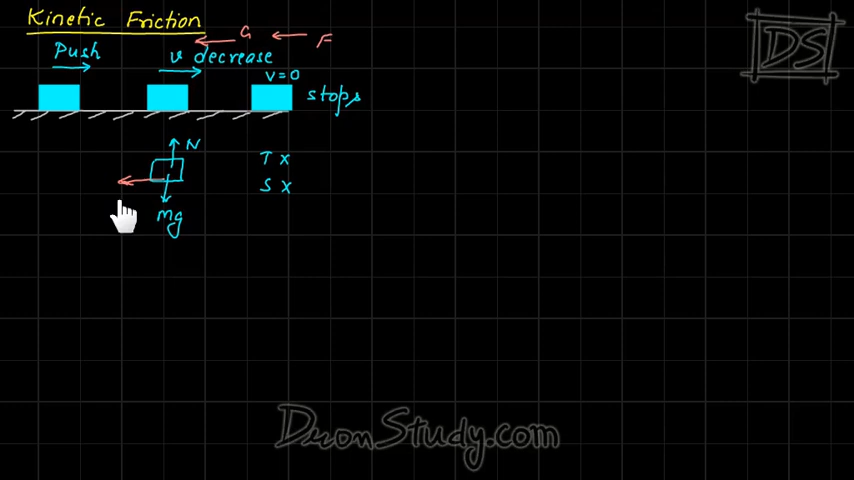 Kinetic Friction
a F
Push v decrease
v=0
stops
N
T x
S x
mg
DS
DronStudy.com